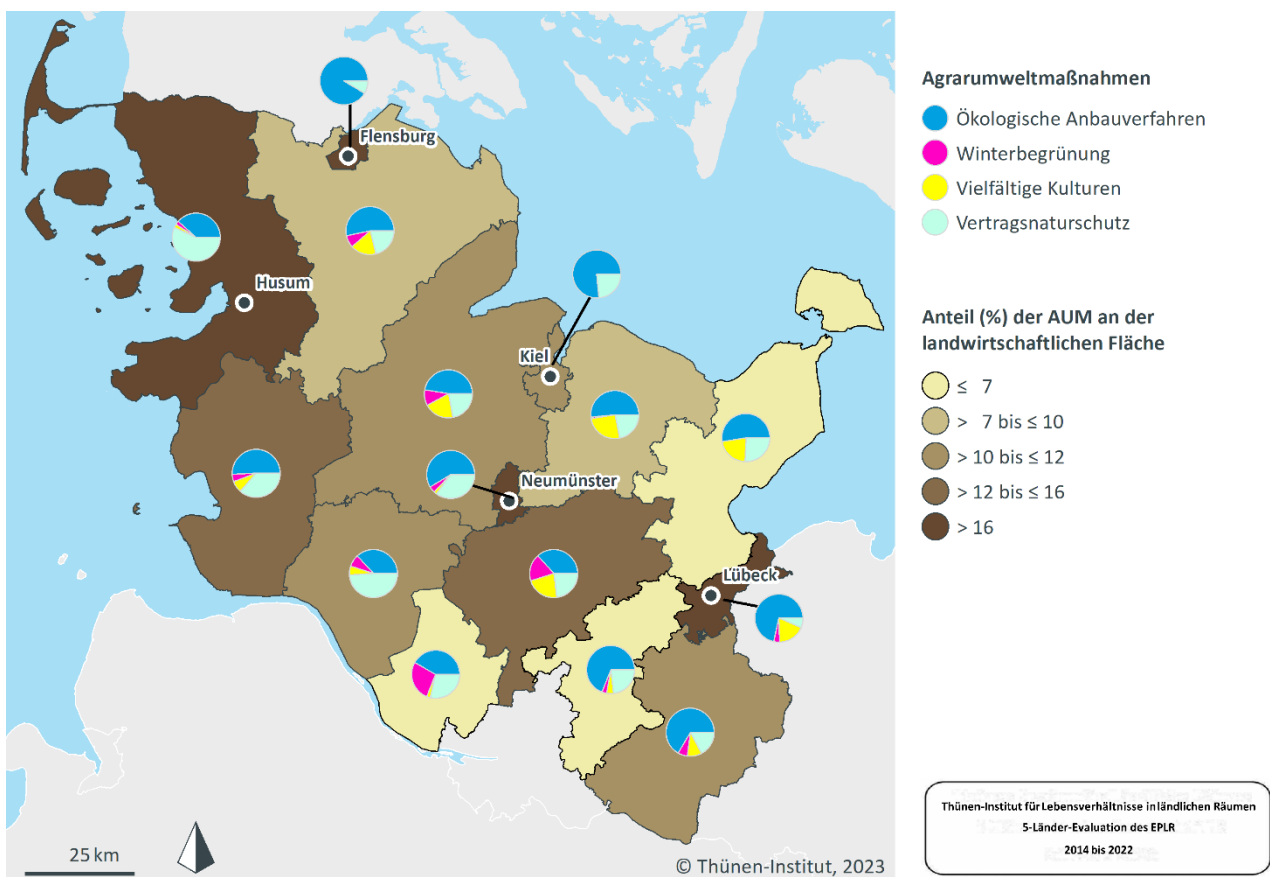 Flensburg
Husum
Kiel
Neumünster
Lübeck
25 km
© Thünen-Institut, 2023
Agrarumweltmaßnahmen
Ökologische Anbauverfahren
Winterbegrünung
Vielfältige Kulturen
Vertragsnaturschutz
Anteil (%) der AUM an der
landwirtschaftlichen Fläche
≤ 7
> 7 bis ≤ 10
> 10 bis ≤ 12
> 12 bis ≤ 16
> 16
Thünen-Institut für Lebensverhältnisse in ländlichen Räumen
5-Länder-Evaluation des EPLR
2014 bis 2022